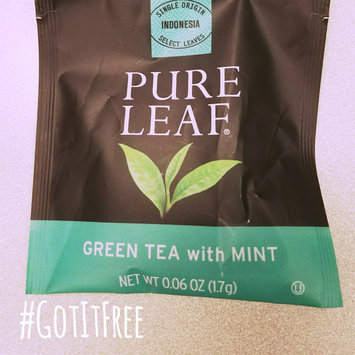 SINGLE ORIGIN
INDONESIA
SELECT LEAVES
PURE
LEAF®
GREEN TEA with MINT
NET WT 0.06 OZ (1.7g)
U
#GotItFree